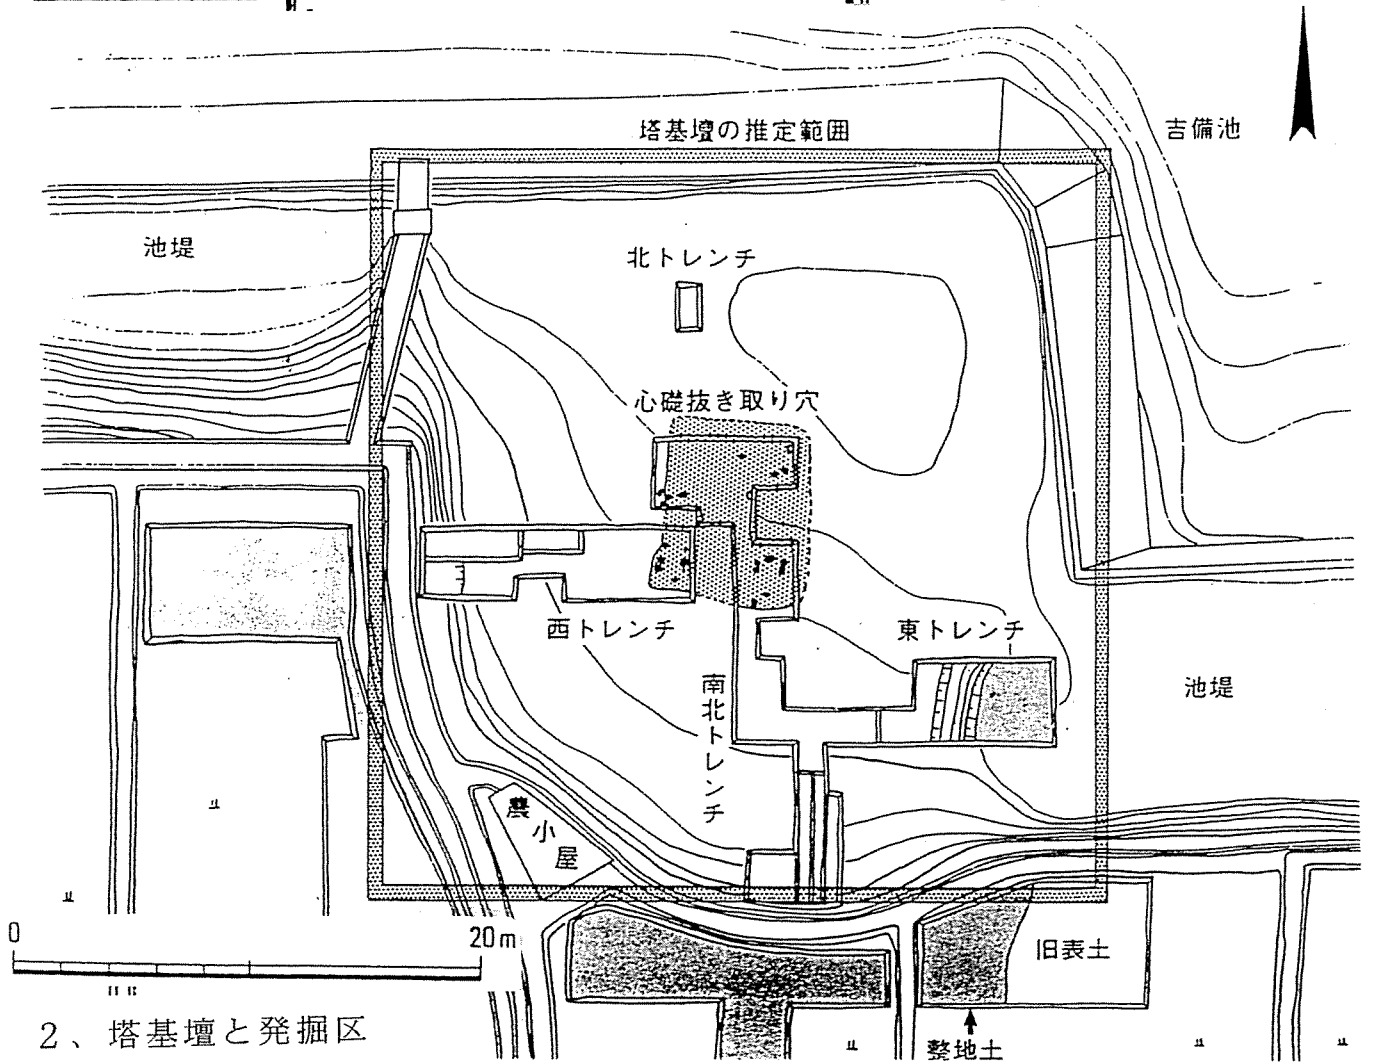 塔基壇の推定範囲
吉備池
池堤
北トレンチ
心礎抜き取り穴
西トレンチ
東トレンチ
南北トレンチ
池堤
農小屋
旧表土
0 20m
整地土
2、塔基壇と発掘区